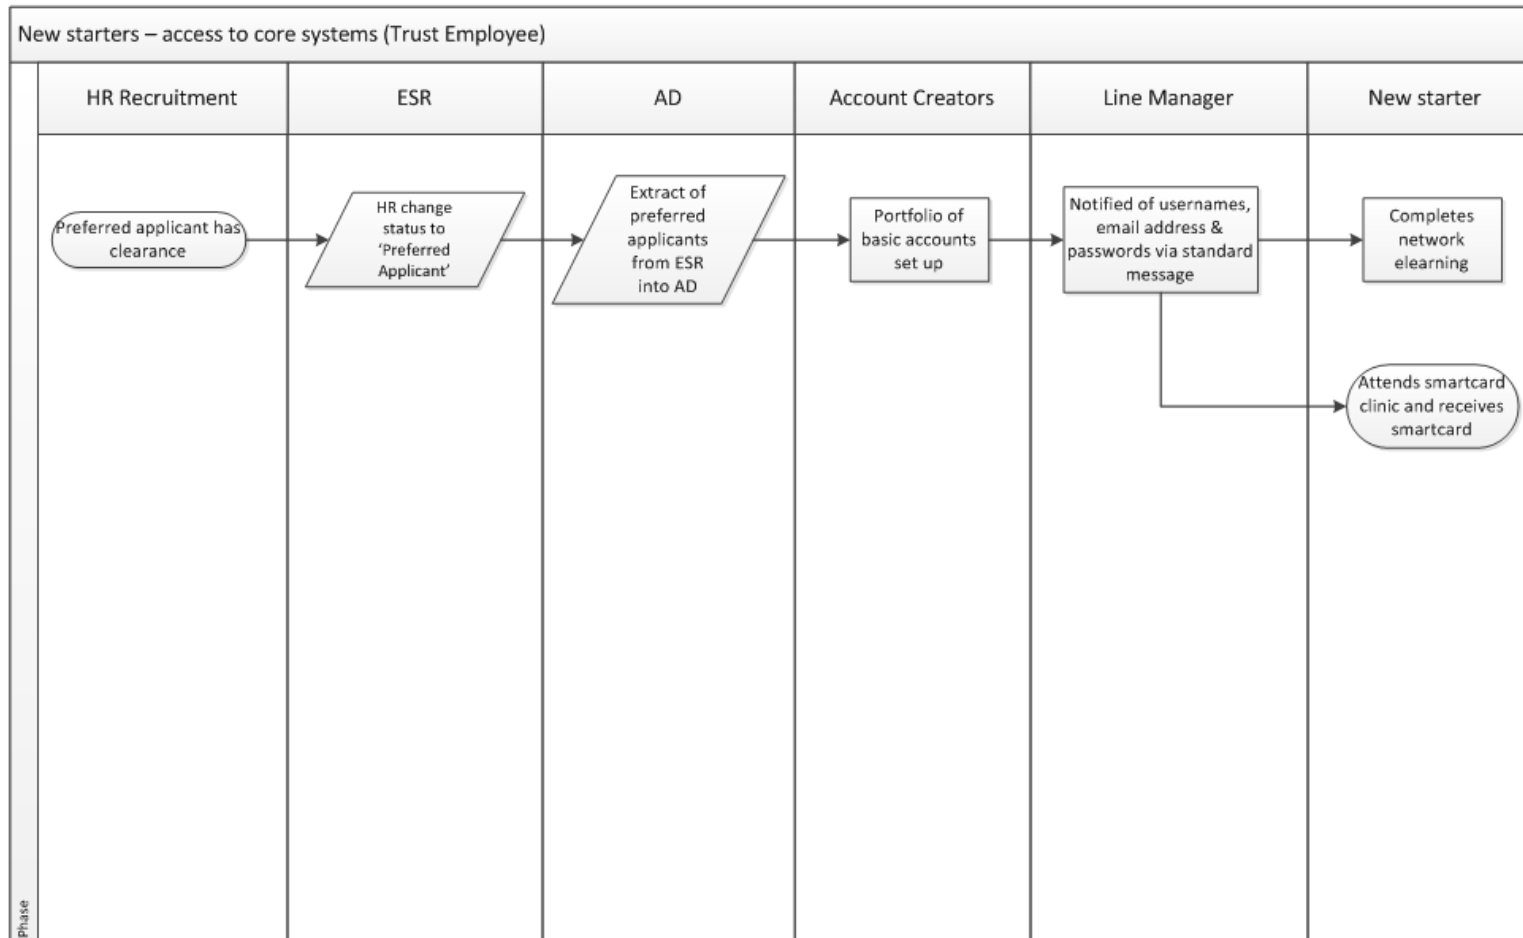 New starters – access to core systems (Trust Employee)
HR Recruitment
ESR
AD
Account Creators
Line Manager
New starter
Preferred applicant has
clearance
HR change
status to
‘Preferred
Applicant’
Extract of
preferred
applicants
from ESR
into AD
Portfolio of
basic accounts
set up
Notified of usernames,
email address &
passwords via standard
message
Completes
network
elearning
Attends smartcard
clinic and receives
smartcard
Phase